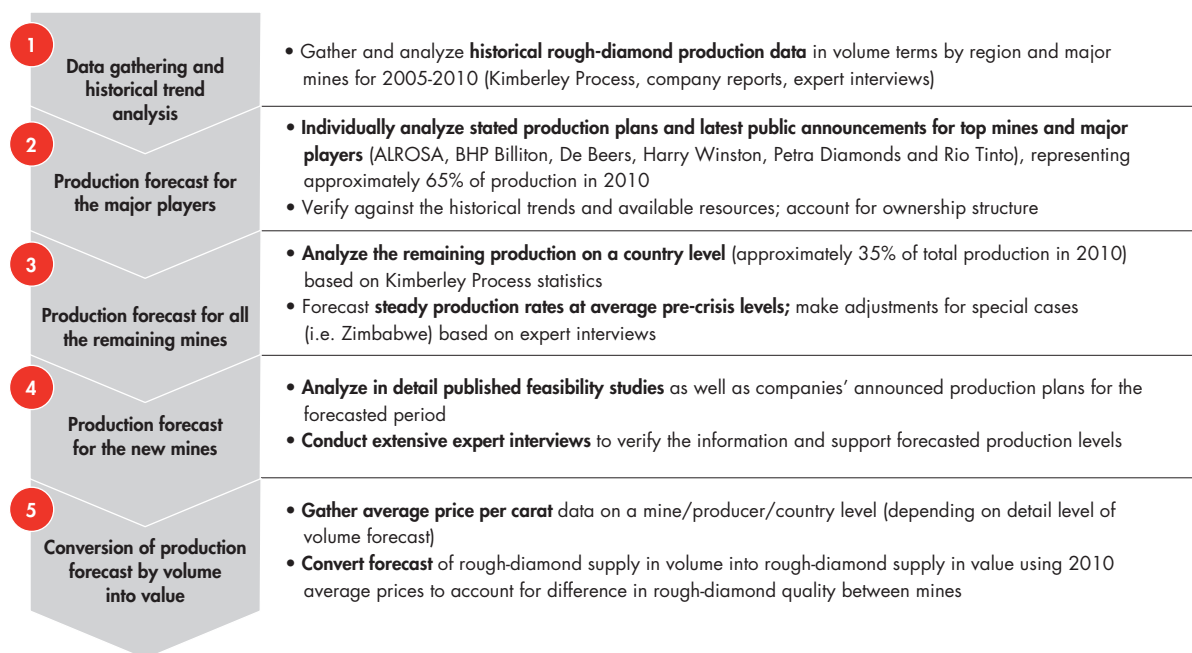 1
Data gathering and
historical trend
analysis
• Gather and analyze historical rough-diamond production data in volume terms by region and major
mines for 2005-2010 (Kimberley Process, company reports, expert interviews)
2
Production forecast for
the major players
• Individually analyze stated production plans and latest public announcements for top mines and major
players (ALROSA, BHP Billiton, De Beers, Harry Winston, Petra Diamonds and Rio Tinto), representing
approximately 65% of production in 2010
• Verify against the historical trends and available resources; account for ownership structure
3
Production forecast for all
the remaining mines
• Analyze the remaining production on a country level (approximately 35% of total production in 2010)
based on Kimberley Process statistics
• Forecast steady production rates at average pre-crisis levels; make adjustments for special cases
(i.e. Zimbabwe) based on expert interviews
4
Production forecast
for the new mines
• Analyze in detail published feasibility studies as well as companies' announced production plans for the
forecasted period
• Conduct extensive expert interviews to verify the information and support forecasted production levels
5
Conversion of production
forecast by volume
into value
• Gather average price per carat data on a mine/producer/country level (depending on detail level of
volume forecast)
• Convert forecast of rough-diamond supply in volume into rough-diamond supply in value using 2010
average prices to account for difference in rough-diamond quality between mines